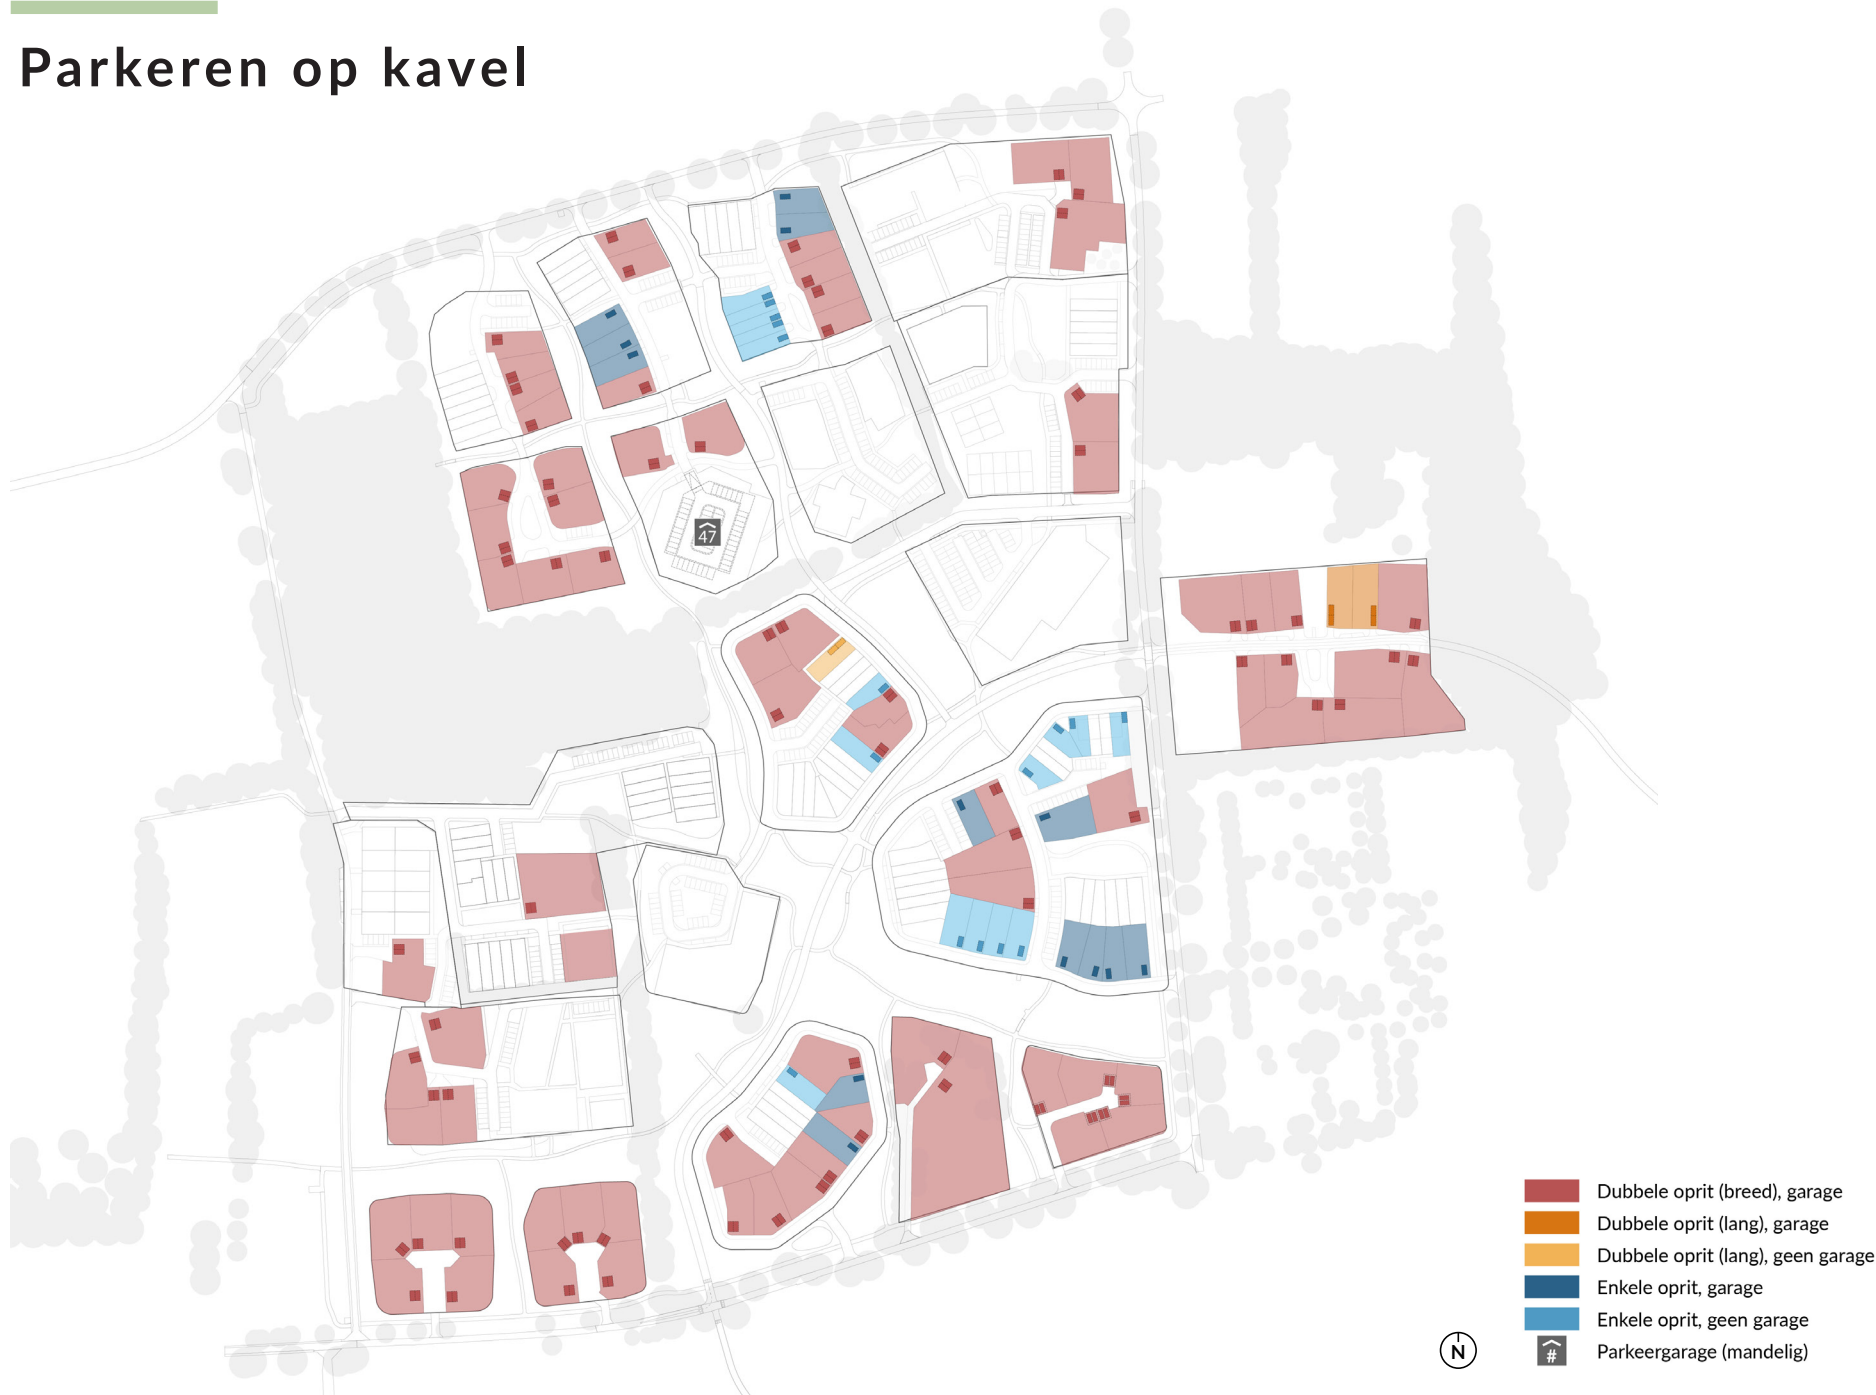 Parkeren op kavel
47
Dubbele oprit (breed), garage
Dubbele oprit (lang), garage
Dubbele oprit (lang), geen garage
Enkele oprit, garage
Enkele oprit, geen garage
# Parkeergarage (mandelig)
N